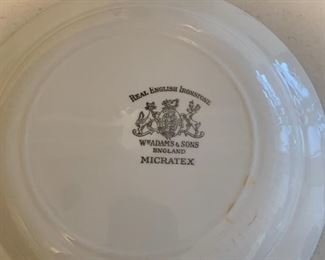 REAL ENGLISH IRONSTONE
Wm ADAMS & SONS
ENGLAND
MICRATEX